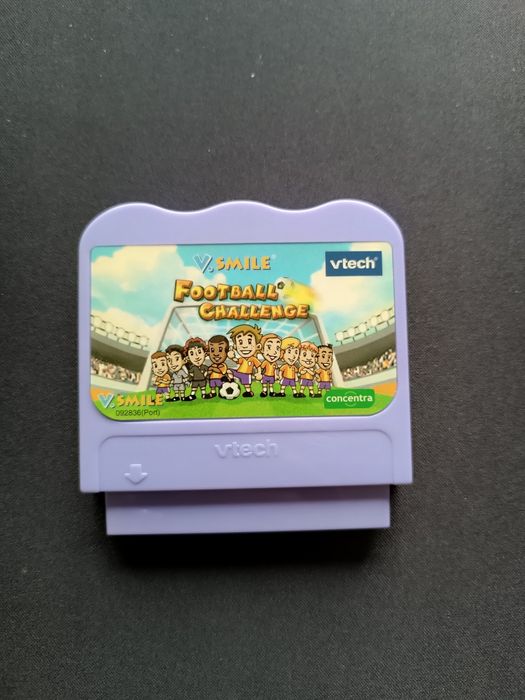 V.SMILE®
vtech®
FOOTBALL
CHALLENGE
V.SMILE
092836(Port)
concentra
vtech